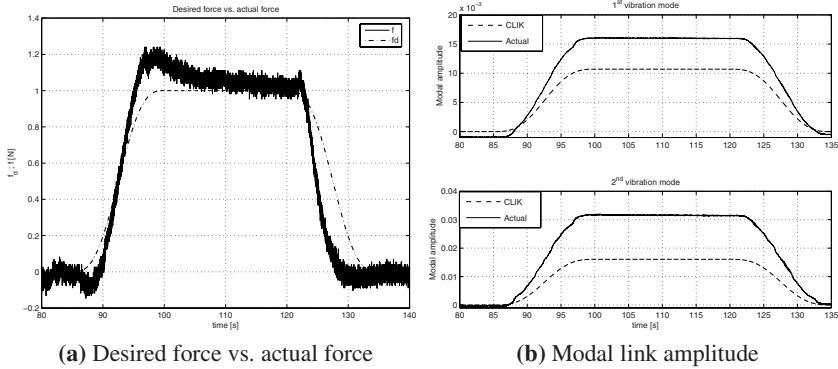 Desired force vs. actual force
f
fd
1.4
1.2
1
0.8
0.6
0.4
0.2
0
−0.2
f_d ; f [N]
80 90 100 110 120 130 140
time [s]
(a) Desired force vs. actual force
1st vibration mode
20 x 10^-3
15
10
5
0
Modal amplitude
CLIK
Actual
80 85 90 95 100 105 110 115 120 125 130 135
2nd vibration mode
0.04
0.03
0.02
0.01
0
Modal amplitude
CLIK
Actual
80 85 90 95 100 105 110 115 120 125 130 135
time [s]
(b) Modal link amplitude